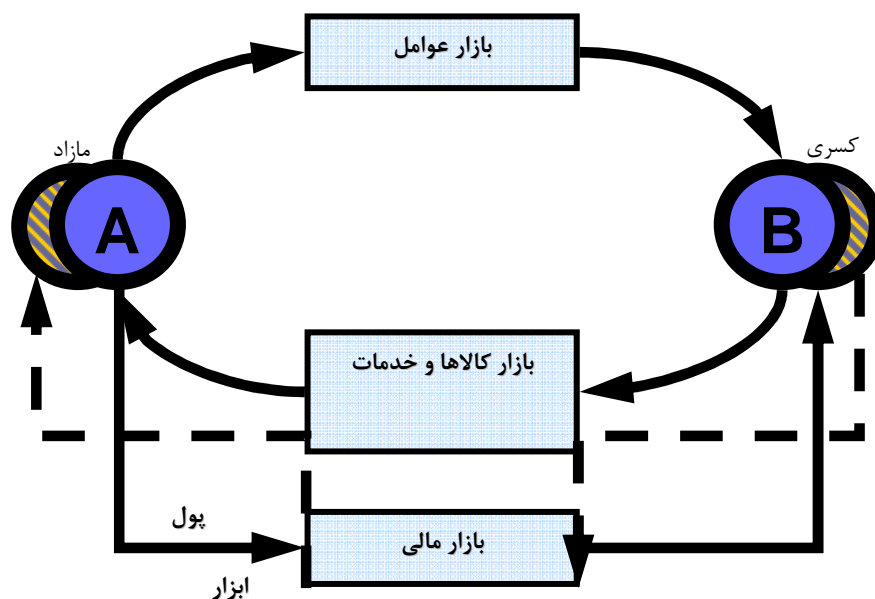 بازار عوامل
مازاد
کسری
A
B
بازار کالاها و خدمات
پول
بازار مالی
ابزار